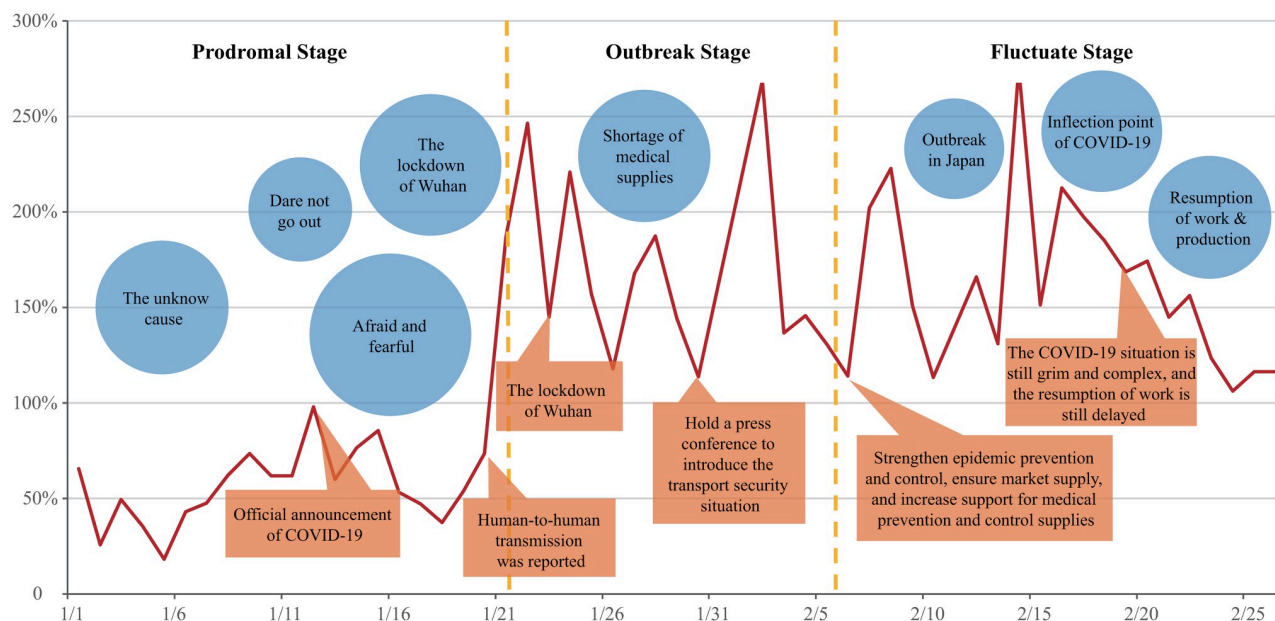 300%
250%
200%
150%
100%
50%
0
Prodromal Stage
Outbreak Stage
Fluctuate Stage
The unknow
cause
Dare not
go out
The
lockdown
of Wuhan
Afraid and
fearful
Shortage of
medical
supplies
Outbreak
in Japan
Inflection point
of COVID-19
Resumption
of work &
production
Official announcement
of COVID-19
Human-to-human
transmission
was reported
The lockdown
of Wuhan
Hold a press
conference to
introduce the
transport security
situation
Strengthen epidemic prevention
and control, ensure market supply,
and increase support for medical
prevention and control supplies
The COVID-19 situation is
still grim and complex, and
the resumption of work is
still delayed
1/1
1/6
1/11
1/16
1/21
1/26
1/31
2/5
2/10
2/15
2/20
2/25